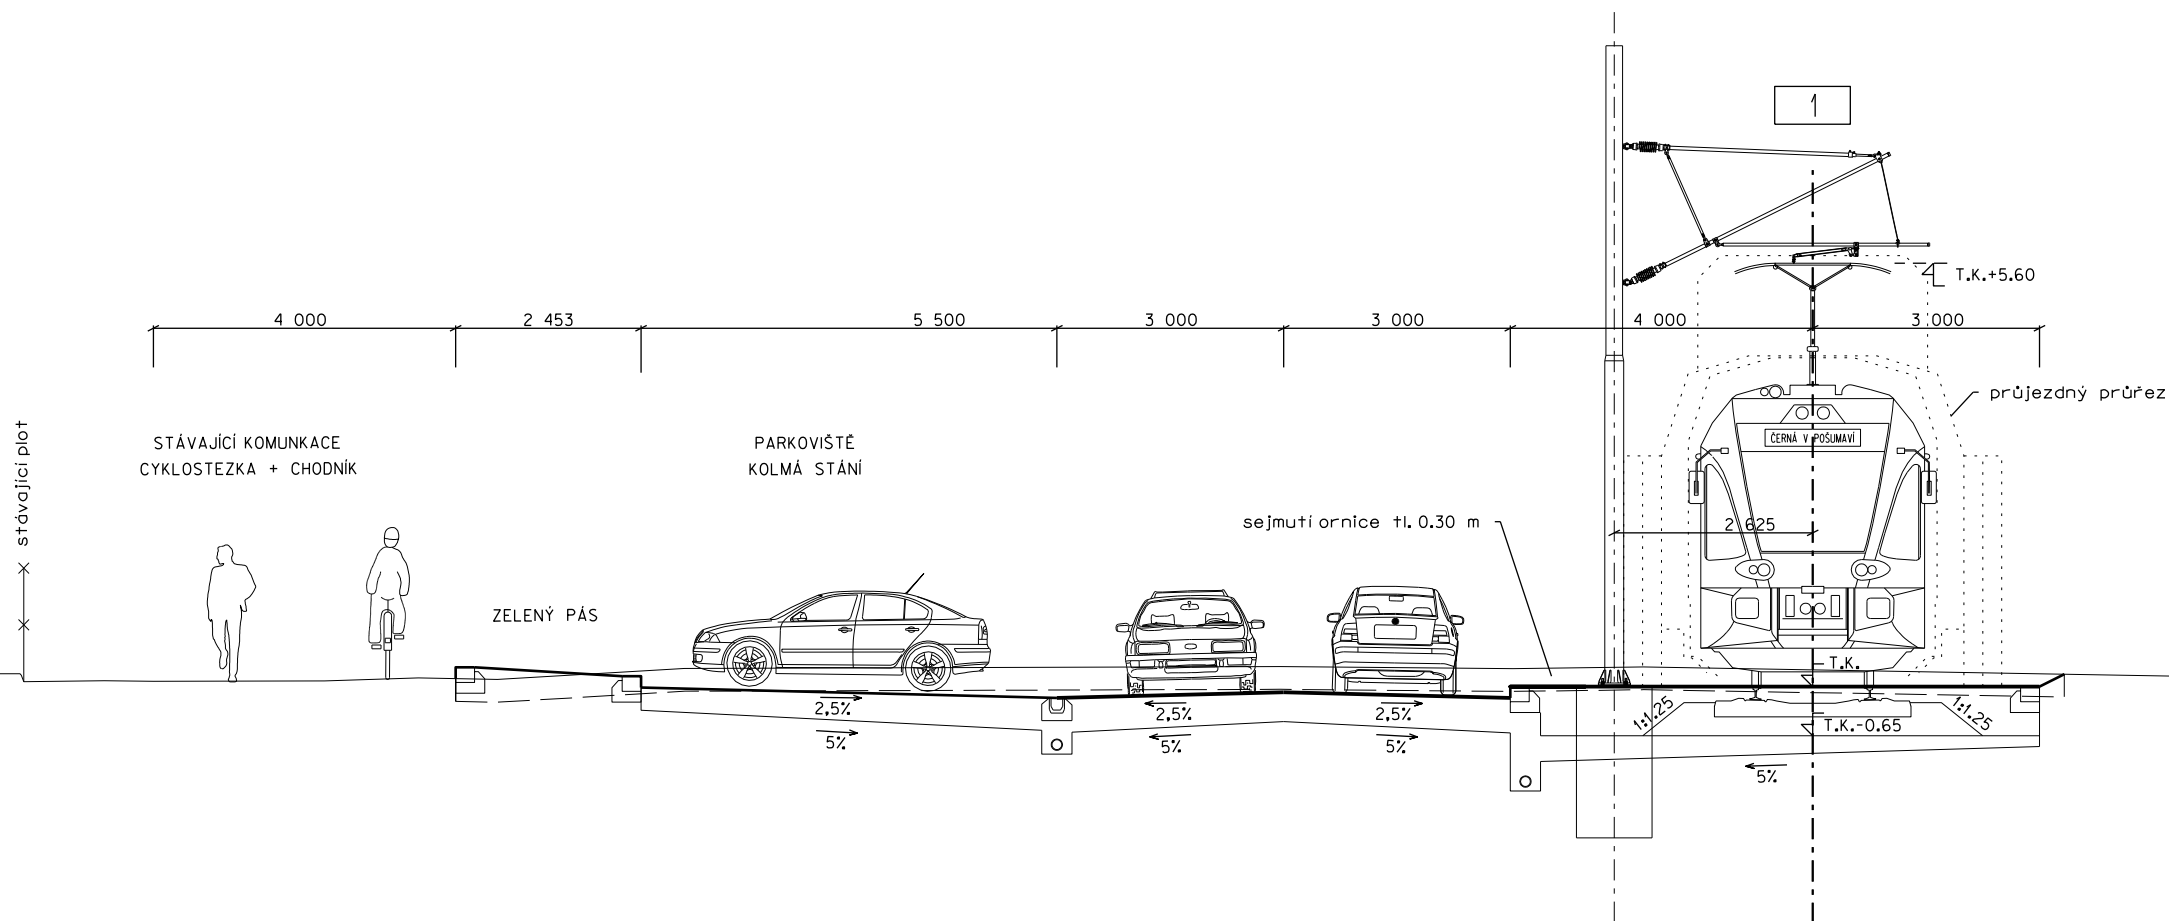 1
T.K.+5.60
4 000
2 453
5 500
3 000
3 000
4 000
3 000
průjezdný průřez
stávající plot
STÁVAJÍCÍ KOMUNKACE
CYKLOSTEZKA + CHODNÍK
PARKOVIŠTĚ
KOLMÁ STÁNÍ
ČERNÁ V POŠUMAVÍ
sejmutí ornice tl. 0.30 m
2 625
ZELENÝ PÁS
T.K.
2,5%
2,5%
2,5%
1:1.25
1:1.25
T.K.-0.65
5%
5%
5%
5%